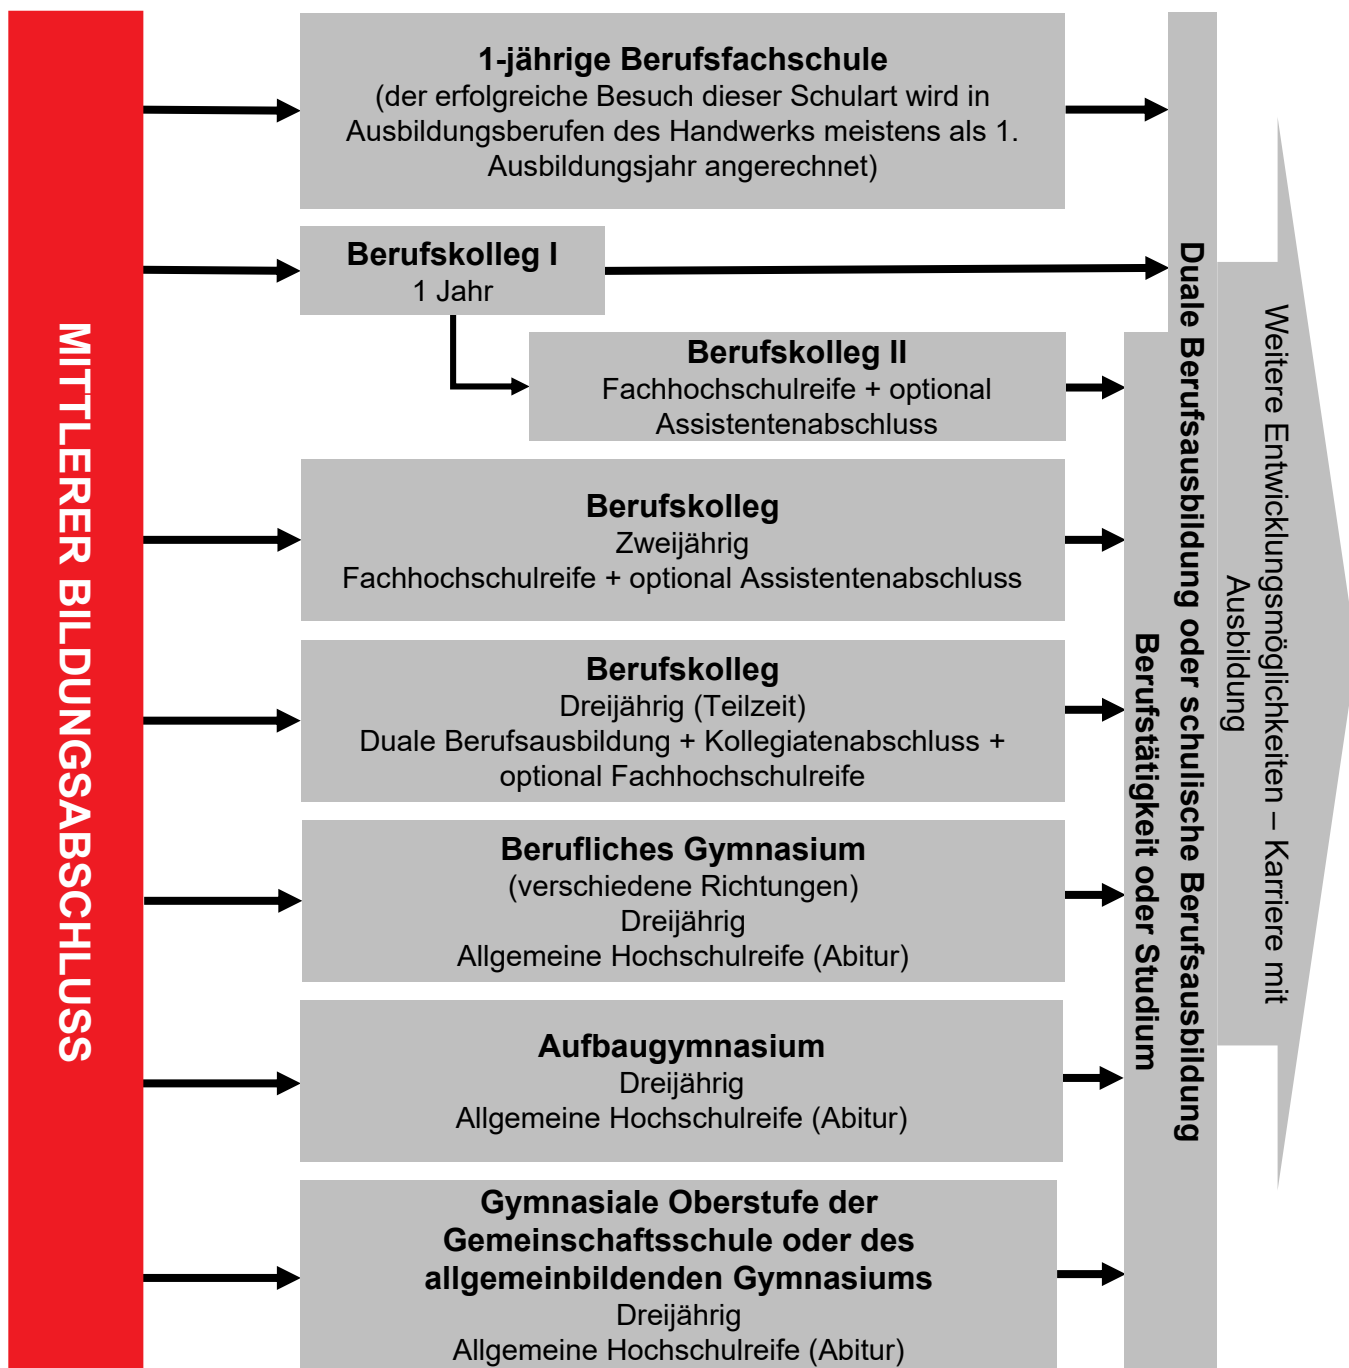 MITTLERER BILDUNGSABSCHLUSS
1-jährige Berufsfachschule
(der erfolgreiche Besuch dieser Schulart wird in
Ausbildungsberufen des Handwerks meistens als 1.
Ausbildungsjahr angerechnet)
Berufskolleg I
1 Jahr
Berufskolleg II
Fachhochschulreife + optional
Assistentenabschluss
Berufskolleg
Zweijährig
Fachhochschulreife + optional Assistentenabschluss
Berufskolleg
Dreijährig (Teilzeit)
Duale Berufsausbildung + Kollegiatenabschluss +
optional Fachhochschulreife
Berufliches Gymnasium
(verschiedene Richtungen)
Dreijährig
Allgemeine Hochschulreife (Abitur)
Aufbaugymnasium
Dreijährig
Allgemeine Hochschulreife (Abitur)
Gymnasiale Oberstufe der
Gemeinschaftsschule oder des
allgemeinbildenden Gymnasiums
Dreijährig
Allgemeine Hochschulreife (Abitur)
Duale Berufsausbildung oder schulische Berufsausbildung
Berufstätigkeit oder Studium
Weitere Entwicklungsmöglichkeiten – Karriere mit
Ausbildung